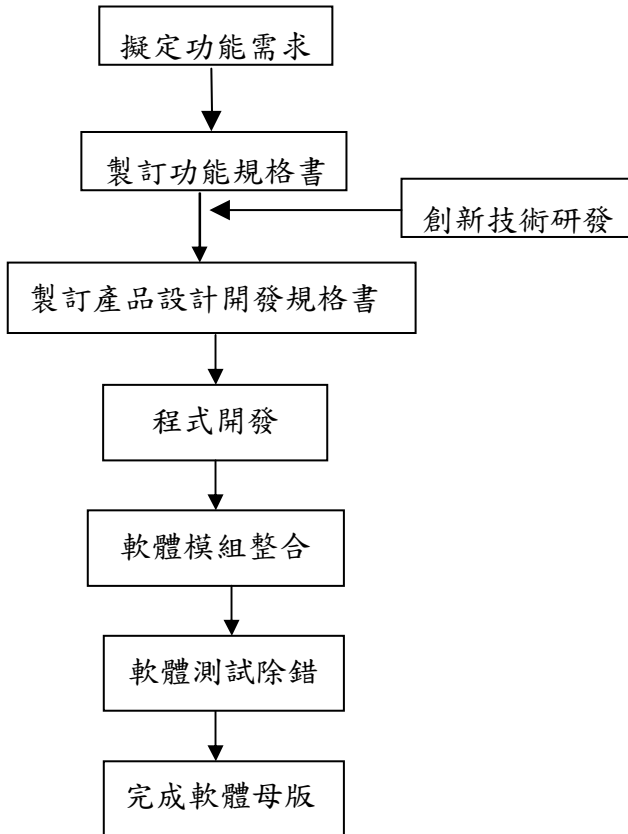 擬定功能需求
製訂功能規格書
創新技術研發
製訂產品設計開發規格書
程式開發
軟體模組整合
軟體測試除錯
完成軟體母版